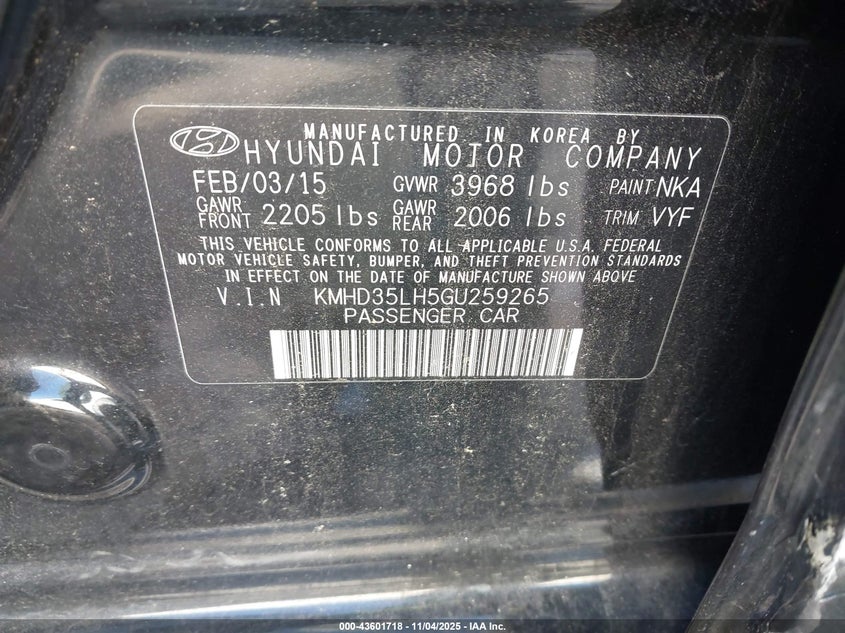 MANUFACTURED IN KOREA BY
HYUNDAI MOTOR COMPANY
FEB/03/15 GVWR 3968 lbs PAINT NKA
GAWR FRONT 2205 lbs GAWR REAR 2006 lbs TRIM VYF
THIS VEHICLE CONFORMS TO ALL APPLICABLE U.S.A. FEDERAL
MOTOR VEHICLE SAFETY, BUMPER, AND THEFT PREVENTION STANDARDS
IN EFFECT ON THE DATE OF MANUFACTURE SHOWN ABOVE
V.I.N KMHD35LH5GU259265
PASSENGER CAR
000-43601718 - 11/04/2025 - IAA Inc.